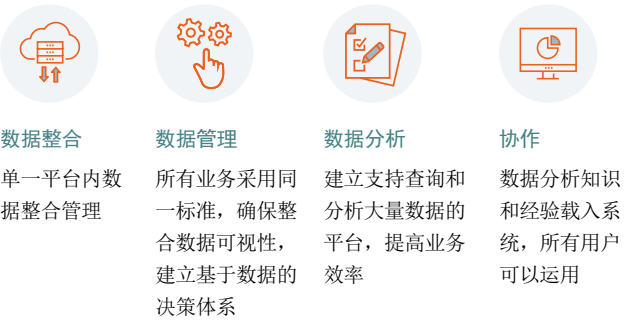 数据整合
单一平台内数
据整合管理
数据管理
所有业务采用同
一标准，确保整
合数据可视性，
建立基于数据的
决策体系
数据分析
建立支持查询和
分析大量数据的
平台，提高业务
效率
协作
数据分析知识
和经验载入系
统，所有用户
可以运用